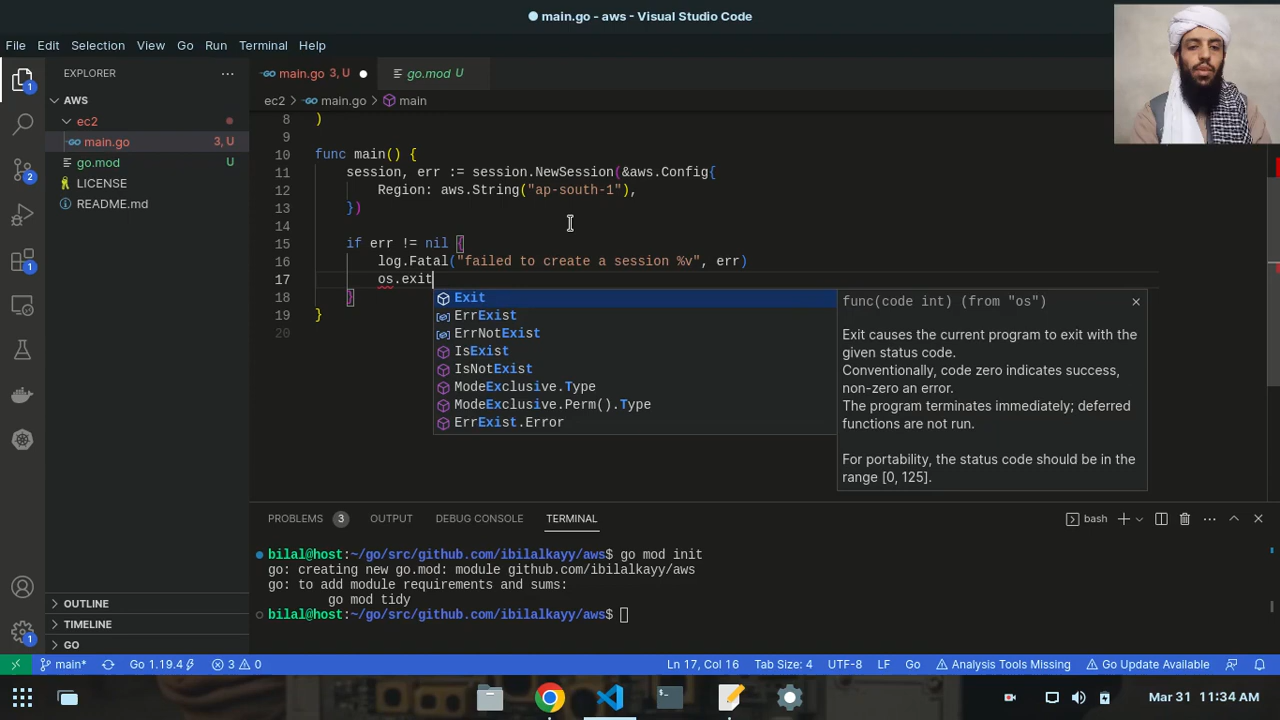 main.go - aws - Visual Studio Code
File Edit Selection View Go Run Terminal Help
EXPLORER
main.go 3, U
go.mod U
AWS
ec2 > main.go > main
ec2
main.go 3, U
go.mod U
LICENSE
README.md
8 )
9
10 func main() {
11 session, err := session.NewSession(&aws.Config{
12 Region: aws.String("ap-south-1"),
13 })
14
15 if err != nil {
16 log.Fatal("failed to create a session %v", err)
17 os.exit
18 }
19 }
20
Exit
ErrExist
ErrNotExist
IsExist
IsNotExist
ModeExclusive.Type
ModeExclusive.Perm().Type
ErrExist.Error
func(code int) (from "os")
Exit causes the current program to exit with the
given status code.
Conventionally, code zero indicates success,
non-zero an error.
The program terminates immediately; deferred
functions are not run.
For portability, the status code should be in the
range [0, 125].
PROBLEMS 3 OUTPUT DEBUG CONSOLE TERMINAL
bash
bilal@host:~/go/src/github.com/ibilalkayy/aws$ go mod init
go: creating new go.mod: module github.com/ibilalkayy/aws
go: to add module requirements and sums:
go mod tidy
bilal@host:~/go/src/github.com/ibilalkayy/aws$
OUTLINE
TIMELINE
GO
main* Go 1.19.4 3 0 Ln 17, Col 16 Tab Size: 4 UTF-8 LF Go Analysis Tools Missing Go Update Available
Mar 31 11:34 AM
1
2
1